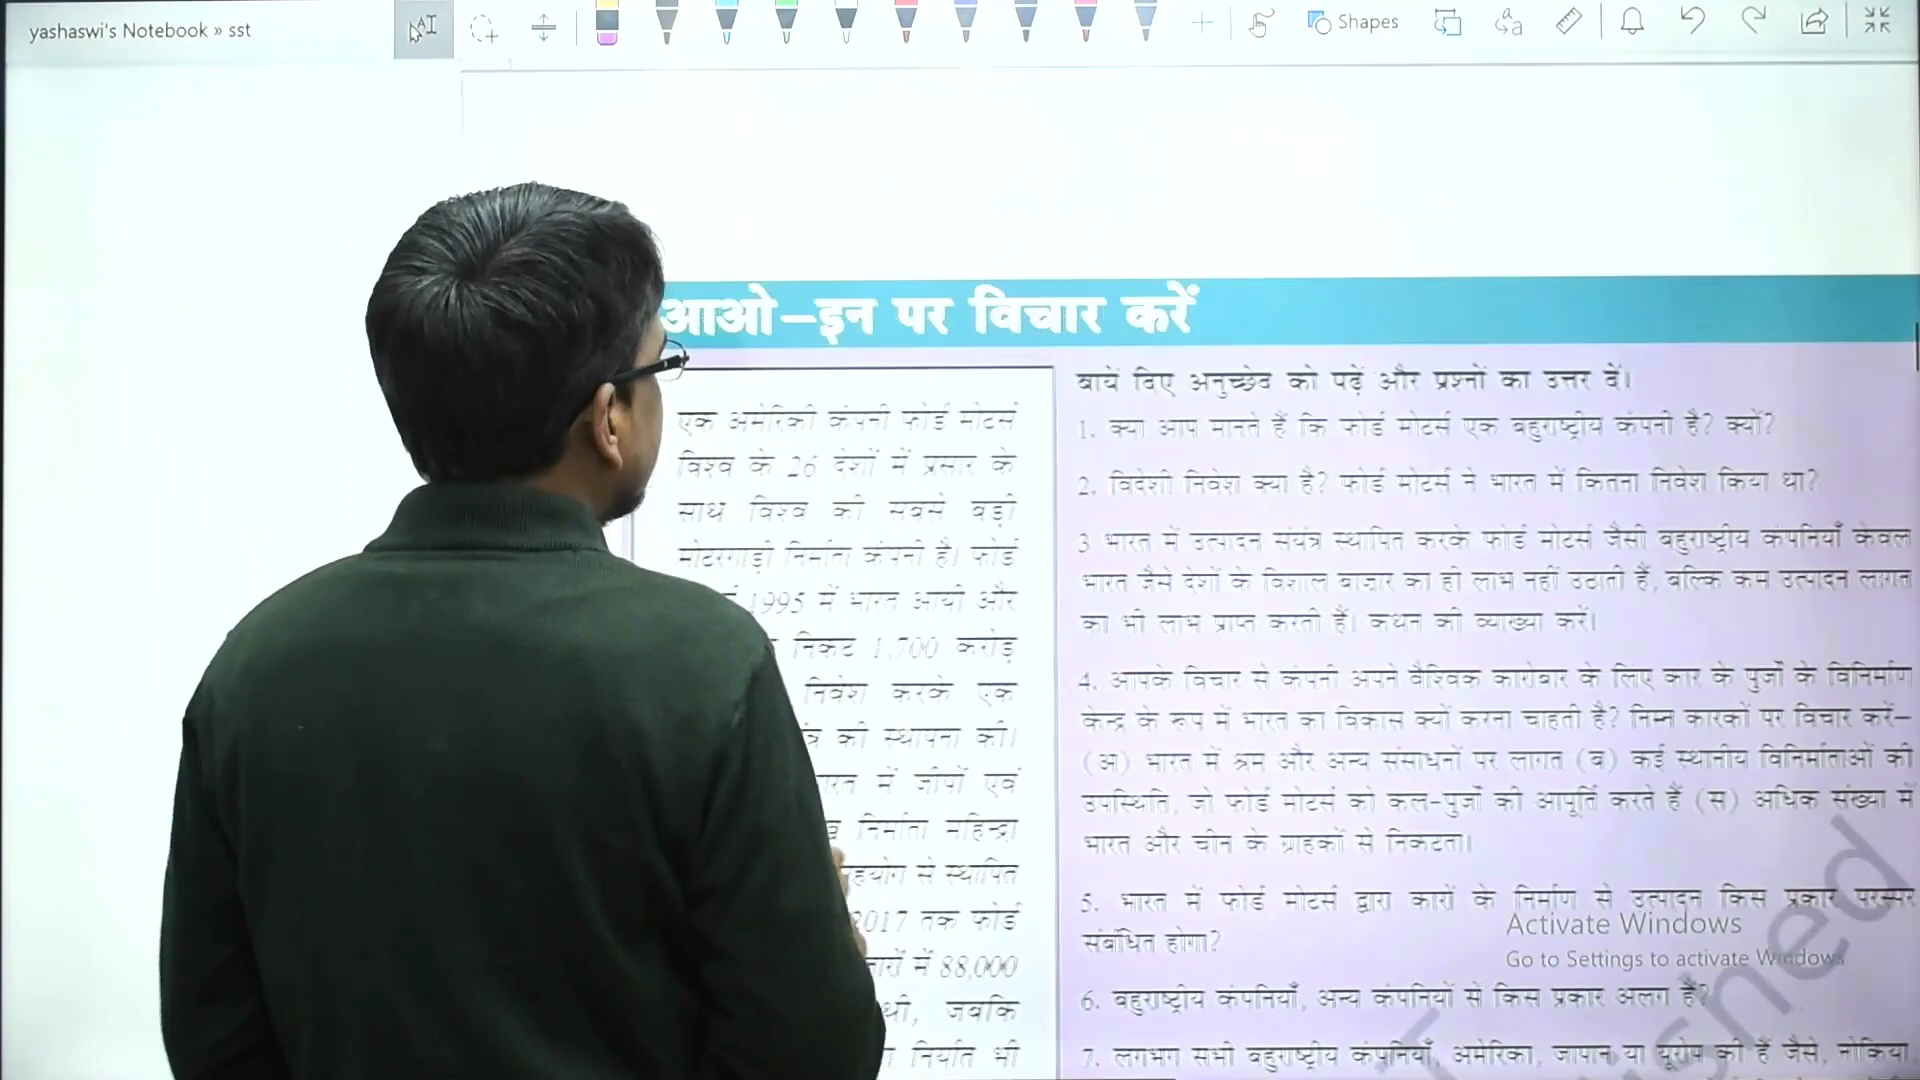 yashaswi's Notebook » sst
Shapes
आओ–इन पर विचार करें
एक अमेरिकी कंपनी फोर्ड मोटर्स
विश्व के 26 देशों में प्रसार के
साथ विश्व की सबसे बड़ी
मोटरगाड़ी निर्माता कंपनी है। फोर्ड
1995 में भारत आयी और
निकट 1,700 करोड़
निवेश करके एक
की स्थापना की।
में जीपों एवं
निर्माता महिन्द्रा
से स्थापित
2017 तक फोर्ड
में 88,000
थी, जबकि
निर्यात भी
बायें दिए अनुच्छेद को पढ़ें और प्रश्नों का उत्तर दें।
1. क्या आप मानते हैं कि फोर्ड मोटर्स एक बहुराष्ट्रीय कंपनी है? क्यों?
2. विदेशी निवेश क्या है? फोर्ड मोटर्स ने भारत में कितना निवेश किया था?
3 भारत में उत्पादन संयंत्र स्थापित करके फोर्ड मोटर्स जैसी बहुराष्ट्रीय कंपनियाँ केवल
भारत जैसे देशों के विशाल बाज़ार का ही लाभ नहीं उठाती हैं, बल्कि कम उत्पादन लागत
का भी लाभ प्राप्त करती हैं। कथन की व्याख्या करें।
4. आपके विचार से कंपनी अपने वैश्विक कारोबार के लिए कार के पुर्जों के विनिर्माण
केन्द्र के रूप में भारत का विकास क्यों करना चाहती है? निम्न कारकों पर विचार करें–
(अ) भारत में श्रम और अन्य संसाधनों पर लागत (ब) कई स्थानीय विनिर्माताओं की
उपस्थिति, जो फोर्ड मोटर्स को कल-पुर्जों की आपूर्ति करते हैं (स) अधिक संख्या में
भारत और चीन के ग्राहकों से निकटता।
5. भारत में फोर्ड मोटर्स द्वारा कारों के निर्माण से उत्पादन किस प्रकार परस्पर
संबंधित होगा?
Activate Windows
Go to Settings to activate Windows
6. बहुराष्ट्रीय कंपनियाँ, अन्य कंपनियों से किस प्रकार अलग हैं?
7. लगभग सभी बहुराष्ट्रीय कंपनियाँ, अमेरिका, जापान या यूरोप की हैं जैसे, नोकिया